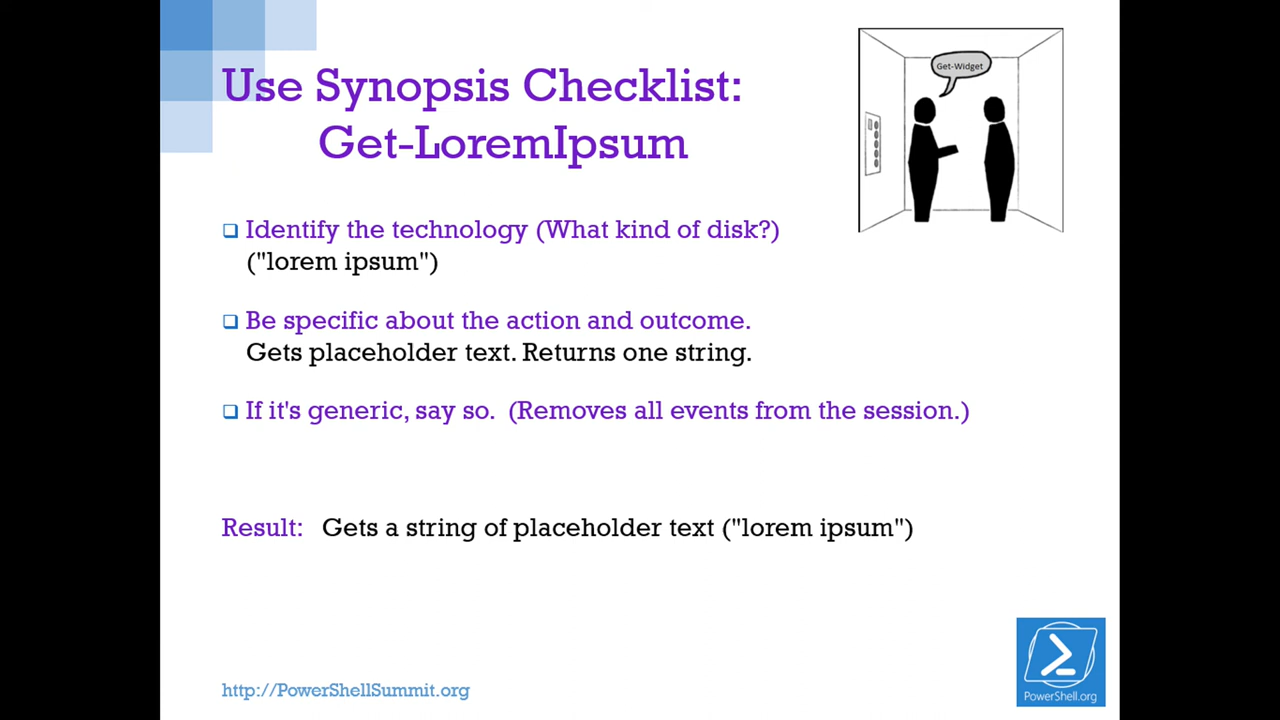 Use Synopsis Checklist:
Get-LoremIpsum
Get-Widget
Identify the technology (What kind of disk?)
("lorem ipsum")
Be specific about the action and outcome.
Gets placeholder text. Returns one string.
If it's generic, say so.  (Removes all events from the session.)
Result:   Gets a string of placeholder text ("lorem ipsum")
http://PowerShellSummit.org
PowerShell.org